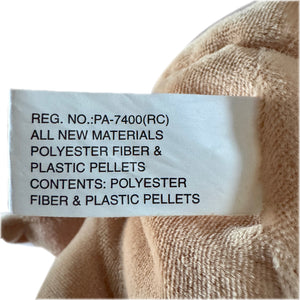 REG. NO.:PA-7400(RC)
ALL NEW MATERIALS
POLYESTER FIBER &
PLASTIC PELLETS
CONTENTS: POLYESTER
FIBER & PLASTIC PELLETS